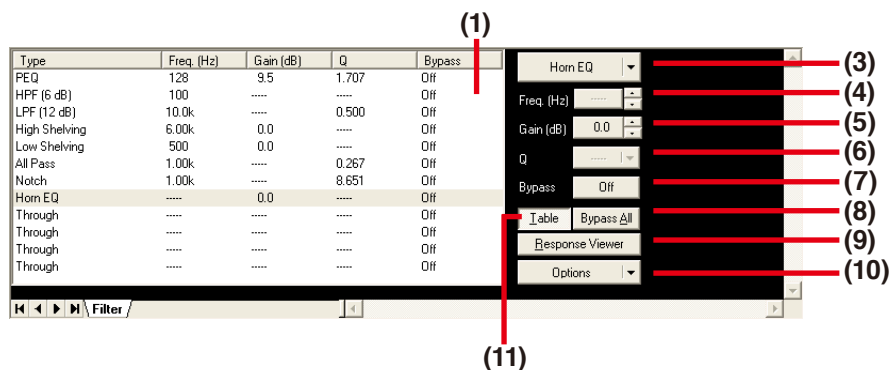 (1)
Type Freq. (Hz) Gain (dB) Q Bypass
PEQ 128 9.5 1.707 Off
HPF (6 dB) 100 ----- ----- Off
LPF (12 dB) 10.0k ----- 0.500 Off
High Shelving 6.00k 0.0 ----- Off
Low Shelving 500 0.0 ----- Off
All Pass 1.00k ----- 0.267 Off
Notch 1.00k ----- 8.651 Off
Horn EQ ----- 0.0 ----- Off
Through ----- ----- ----- Off
Through ----- ----- ----- Off
Through ----- ----- ----- Off
Through ----- ----- ----- Off
Filter
Horn EQ (3)
Freq. (Hz) ----- (4)
Gain (dB) 0.0 (5)
Q ----- (6)
Bypass Off (7)
Table Bypass All (8)
Response Viewer (9)
Options (10)
(11)